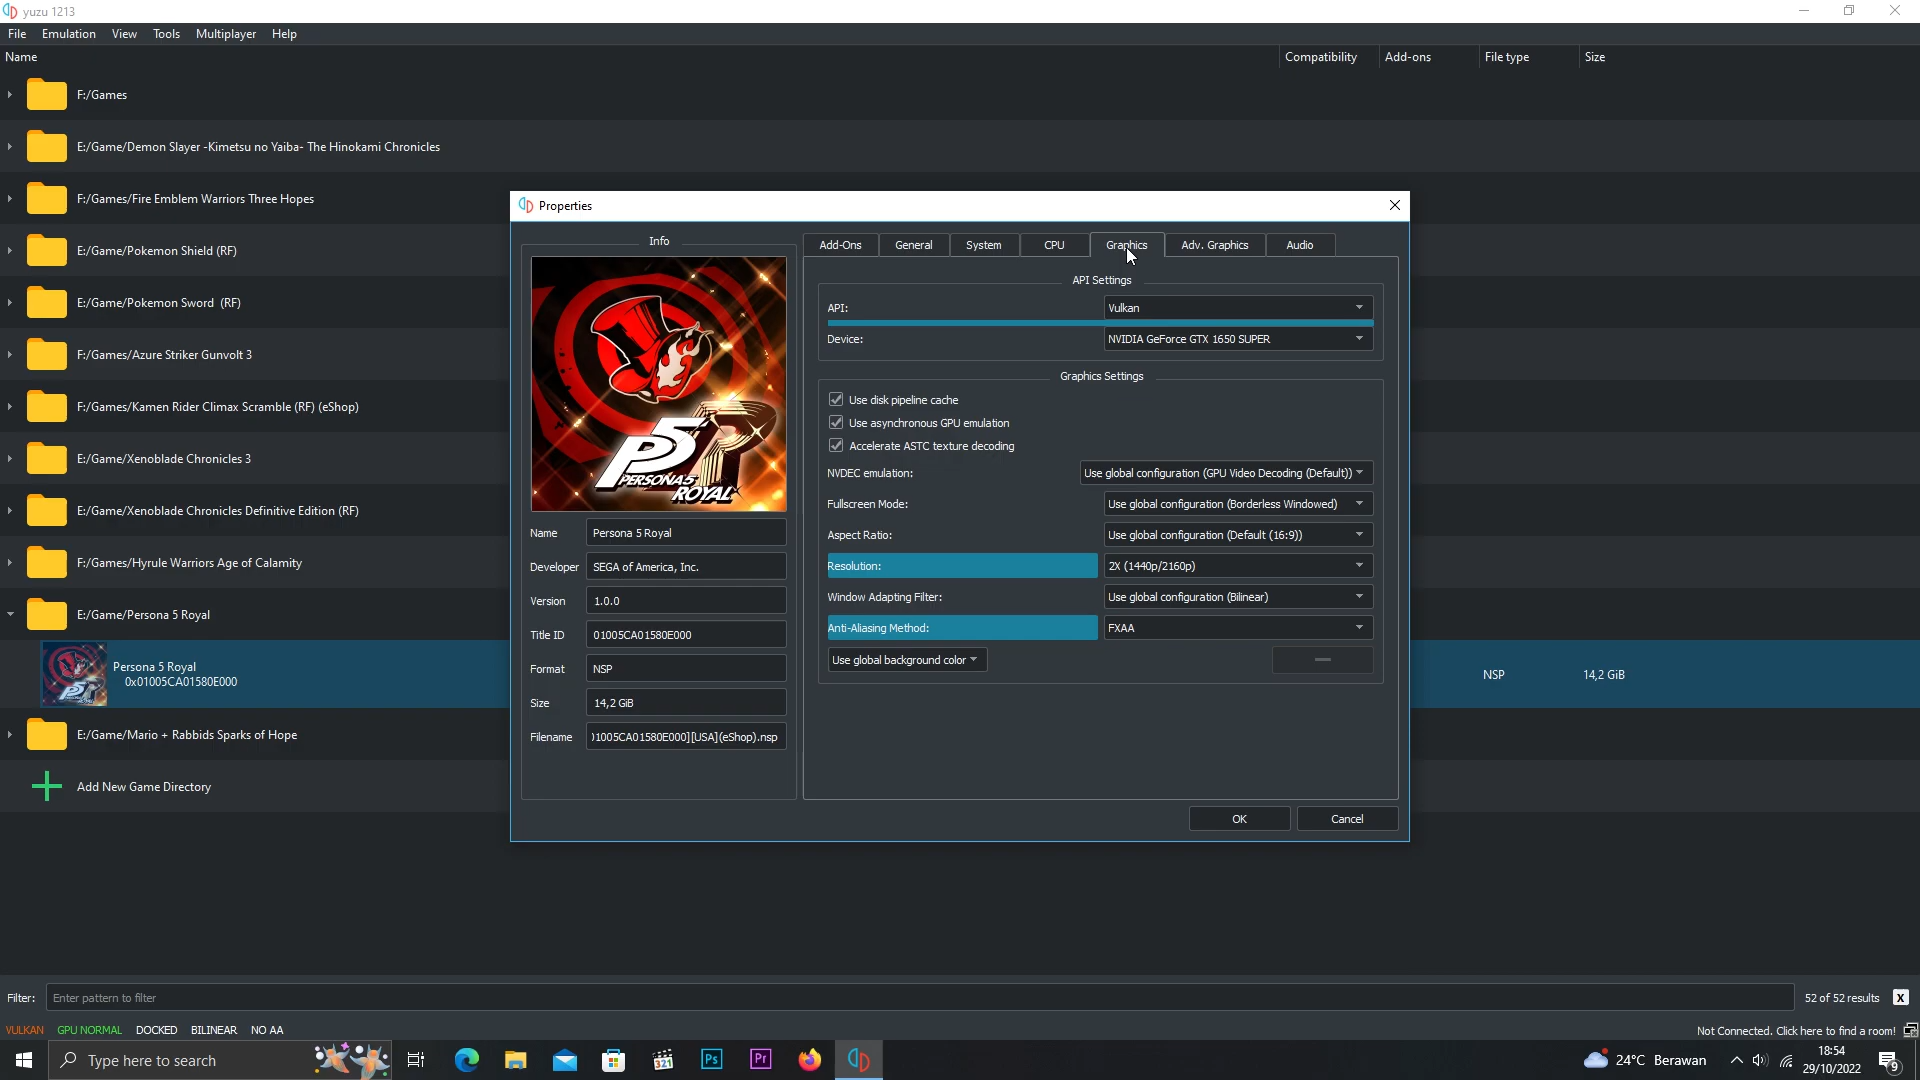 yuzu 1213
File Emulation View Tools Multiplayer Help
Name Compatibility Add-ons File type Size
F:/Games
E:/Game/Demon Slayer -Kimetsu no Yaiba- The Hinokami Chronicles
F:/Games/Fire Emblem Warriors Three Hopes
F:/Games/Pokemon Shield (RF)
E:/Game/Pokemon Sword (RF)
F:/Games/Azure Striker Gunvolt 3
F:/Games/Kamen Rider Climax Scramble (RF) (eShop)
E:/Game/Xenoblade Chronicles 3
E:/Game/Xenoblade Chronicles Definitive Edition (RF)
F:/Games/Hyrule Warriors Age of Calamity
E:/Game/Persona 5 Royal
Persona 5 Royal
0x01005CA01580E000
NSP 14,2 GiB
E:/Game/Mario + Rabbids Sparks of Hope
Add New Game Directory
Properties
Info
P5R
PERSONA5
ROYAL
Name Persona 5 Royal
Developer SEGA of America, Inc.
Version 1.0.0
Title ID 01005CA01580E000
Format NSP
Size 14,2 GiB
Filename 01005CA01580E000][USA](eShop).nsp
Add-Ons General System CPU Graphics Adv. Graphics Audio
API Settings
API: Vulkan
Device: NVIDIA GeForce GTX 1650 SUPER
Graphics Settings
Use disk pipeline cache
Use asynchronous GPU emulation
Accelerate ASTC texture decoding
NVDEC emulation: Use global configuration (GPU Video Decoding (Default))
Fullscreen Mode: Use global configuration (Borderless Windowed)
Aspect Ratio: Use global configuration (Default (16:9))
Resolution: 2X (1440p/2160p)
Window Adapting Filter: Use global configuration (Bilinear)
Anti-Aliasing Method: FXAA
Use global background color
OK Cancel
Filter: Enter pattern to filter 52 of 52 results X
VULKAN GPU NORMAL DOCKED BILINEAR NO AA Not Connected. Click here to find a room!
Type here to search 321 Ps Pr 24°C Berawan 18:54
29/10/2022 9